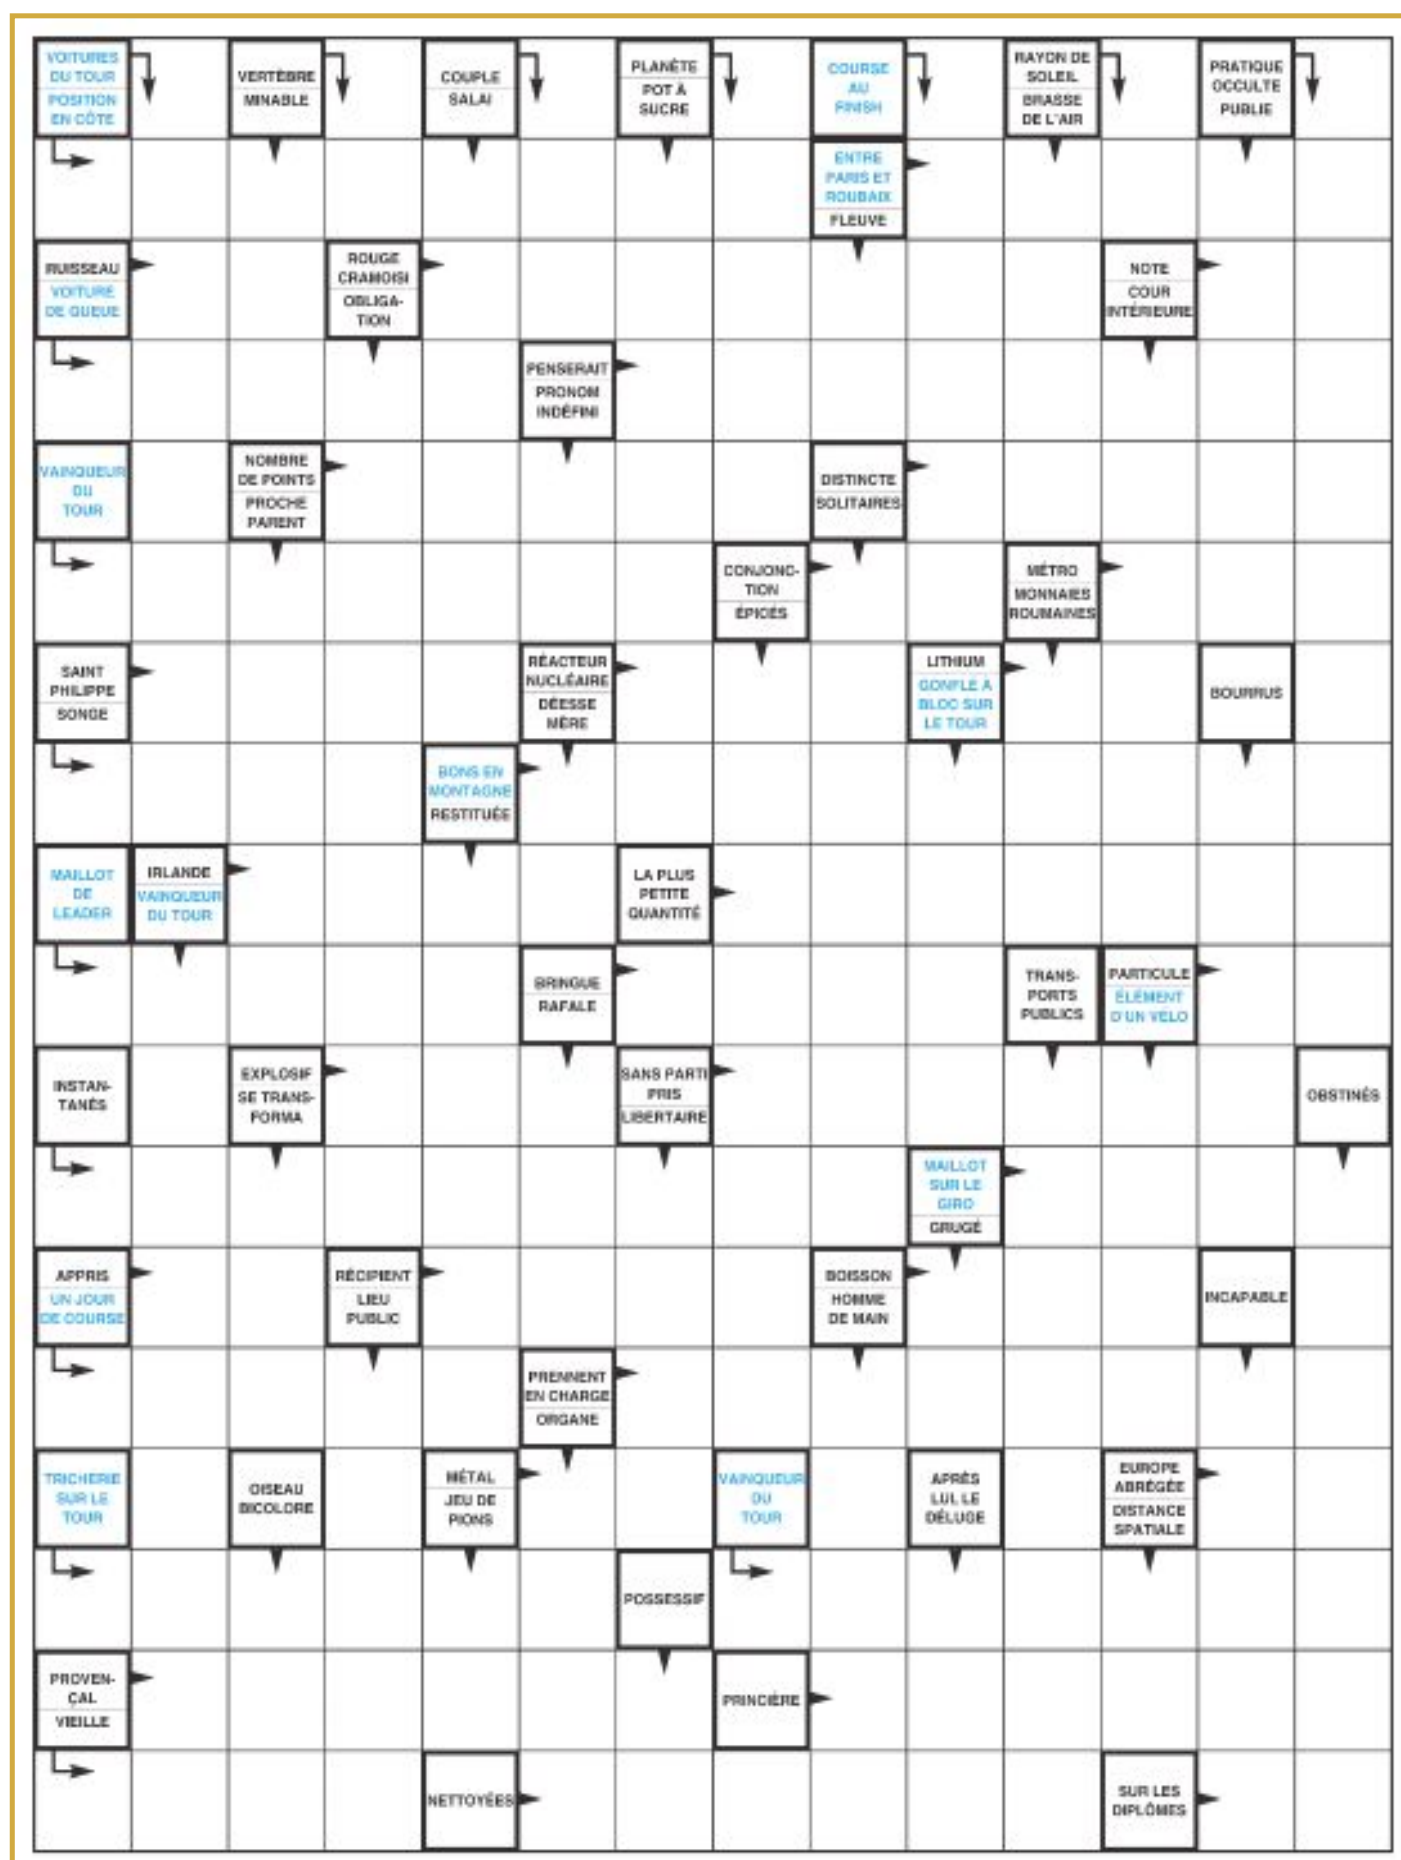 VOITURES
DU TOUR
POSITION
EN CÔTE
VERTÈBRE
MINABLE
COUPLE
SALAI
PLANÈTE
POT À
SUCRE
COURSE
AU
FINISH
RAYON DE
SOLEIL
BRASSE
DE L'AIR
PRATIQUE
OCCULTE
PUBLIE
ENTRE
PARIS ET
ROUBAIX
FLEUVE
RUISSEAU
VOITURE
DE QUEUE
ROUGE
CRAMOISI
OBLIGA-
TION
NOTE
COUR
INTÉRIEURE
PENSERAIT
PRONOM
INDÉFINI
VAINQUEUR
DU
TOUR
NOMBRE
DE POINTS
PROCHE
PARENT
DISTINCTE
SOLITAIRES
CONJONC-
TION
ÉPICÉS
MÉTRO
MONNAIES
ROUMAINES
SAINT
PHILIPPE
SONGE
RÉACTEUR
NUCLÉAIRE
DÉESSE
MÈRE
LITHIUM
GONFLÉ À
BLOC SUR
LE TOUR
BOURRUS
BONS EN
MONTAGNE
RESTITUÉE
MAILLOT
DE
LEADER
IRLANDE
VAINQUEUR
DU TOUR
LA PLUS
PETITE
QUANTITÉ
BRINGUE
RAFALE
TRANS-
PORTS
PUBLICS
PARTICULE
ÉLÉMENT
D'UN VÉLO
INSTAN-
TANÉS
EXPLOSIF
SE TRANS-
FORMA
SANS PARTI
PRIS
LIBERTAIRE
OBSTINÉS
MAILLOT
SUR LE
GIRO
GRUGÉ
APPRIS
UN JOUR
DE COURSE
RÉCIPIENT
LIEU
PUBLIC
BOISSON
HOMME
DE MAIN
INCAPABLE
PRENNENT
EN CHARGE
ORGANE
TRICHERIE
SUR LE
TOUR
OISEAU
BICOLORE
MÉTAL
JEU DE
PIONS
VAINQUEUR
DU
TOUR
APRÈS
LUI, LE
DÉLUGE
EUROPE
ABRÉGÉE
DISTANCE
SPATIALE
POSSESSIF
PROVEN-
ÇAL
VIEILLE
PRINCIÈRE
NETTOYÉES
SUR LES
DIPLÔMES